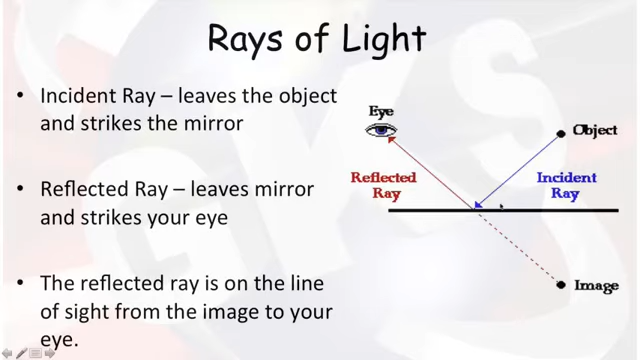 Rays of Light
• Incident Ray – leaves the object
and strikes the mirror
• Reflected Ray – leaves mirror
and strikes your eye
• The reflected ray is on the line
of sight from the image to your
eye.
Eye
Object
Reflected
Ray
Incident
Ray
Image
GKS